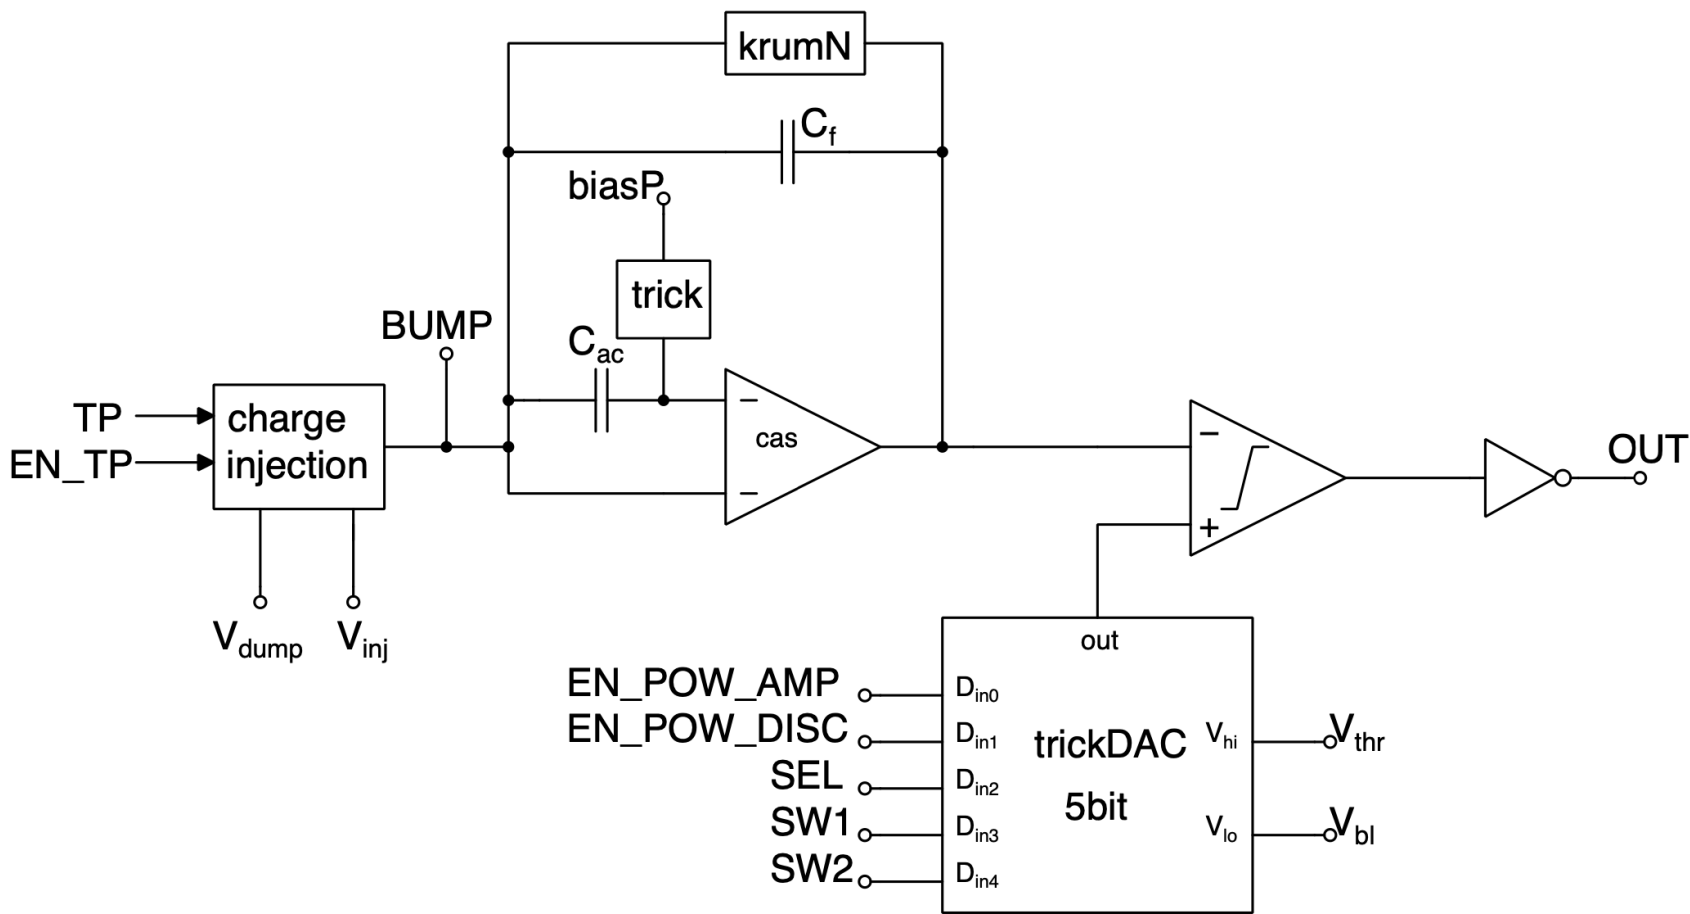 krumN
Cf
biasP
trick
BUMP
Cac
TP
charge
injection
EN_TP
−
cas
−
−
+
OUT
Vdump
Vinj
out
EN_POW_AMP
Din0
EN_POW_DISC
Din1
SEL
Din2
SW1
Din3
SW2
Din4
trickDAC
5bit
Vhi
Vthr
Vlo
Vbl